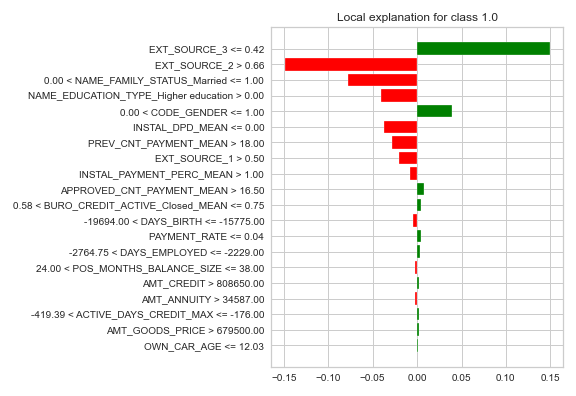 Local explanation for class 1.0
EXT_SOURCE_3 <= 0.42
EXT_SOURCE_2 > 0.66
0.00 < NAME_FAMILY_STATUS_Married <= 1.00
NAME_EDUCATION_TYPE_Higher education > 0.00
0.00 < CODE_GENDER <= 1.00
INSTAL_DPD_MEAN <= 0.00
PREV_CNT_PAYMENT_MEAN > 18.00
EXT_SOURCE_1 > 0.50
INSTAL_PAYMENT_PERC_MEAN > 1.00
APPROVED_CNT_PAYMENT_MEAN > 16.50
0.58 < BURO_CREDIT_ACTIVE_Closed_MEAN <= 0.75
-19694.00 < DAYS_BIRTH <= -15775.00
PAYMENT_RATE <= 0.04
-2764.75 < DAYS_EMPLOYED <= -2229.00
24.00 < POS_MONTHS_BALANCE_SIZE <= 38.00
AMT_CREDIT > 808650.00
AMT_ANNUITY > 34587.00
-419.39 < ACTIVE_DAYS_CREDIT_MAX <= -176.00
AMT_GOODS_PRICE > 679500.00
OWN_CAR_AGE <= 12.03
−0.15 −0.10 −0.05 0.00 0.05 0.10 0.15